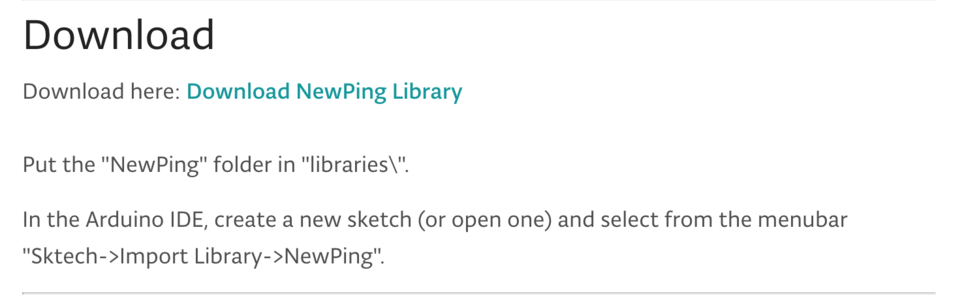 Download
Download here: Download NewPing Library
Put the "NewPing" folder in "libraries\".
In the Arduino IDE, create a new sketch (or open one) and select from the menubar
"Sktech->Import Library->NewPing".